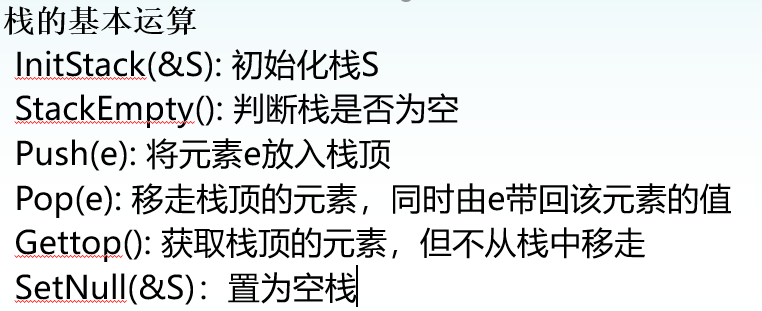 栈的基本运算
InitStack(&S): 初始化栈S
StackEmpty(): 判断栈是否为空
Push(e): 将元素e放入栈顶
Pop(e): 移走栈顶的元素，同时由e带回该元素的值
Gettop(): 获取栈顶的元素，但不从栈中移走
SetNull(&S)：置为空栈